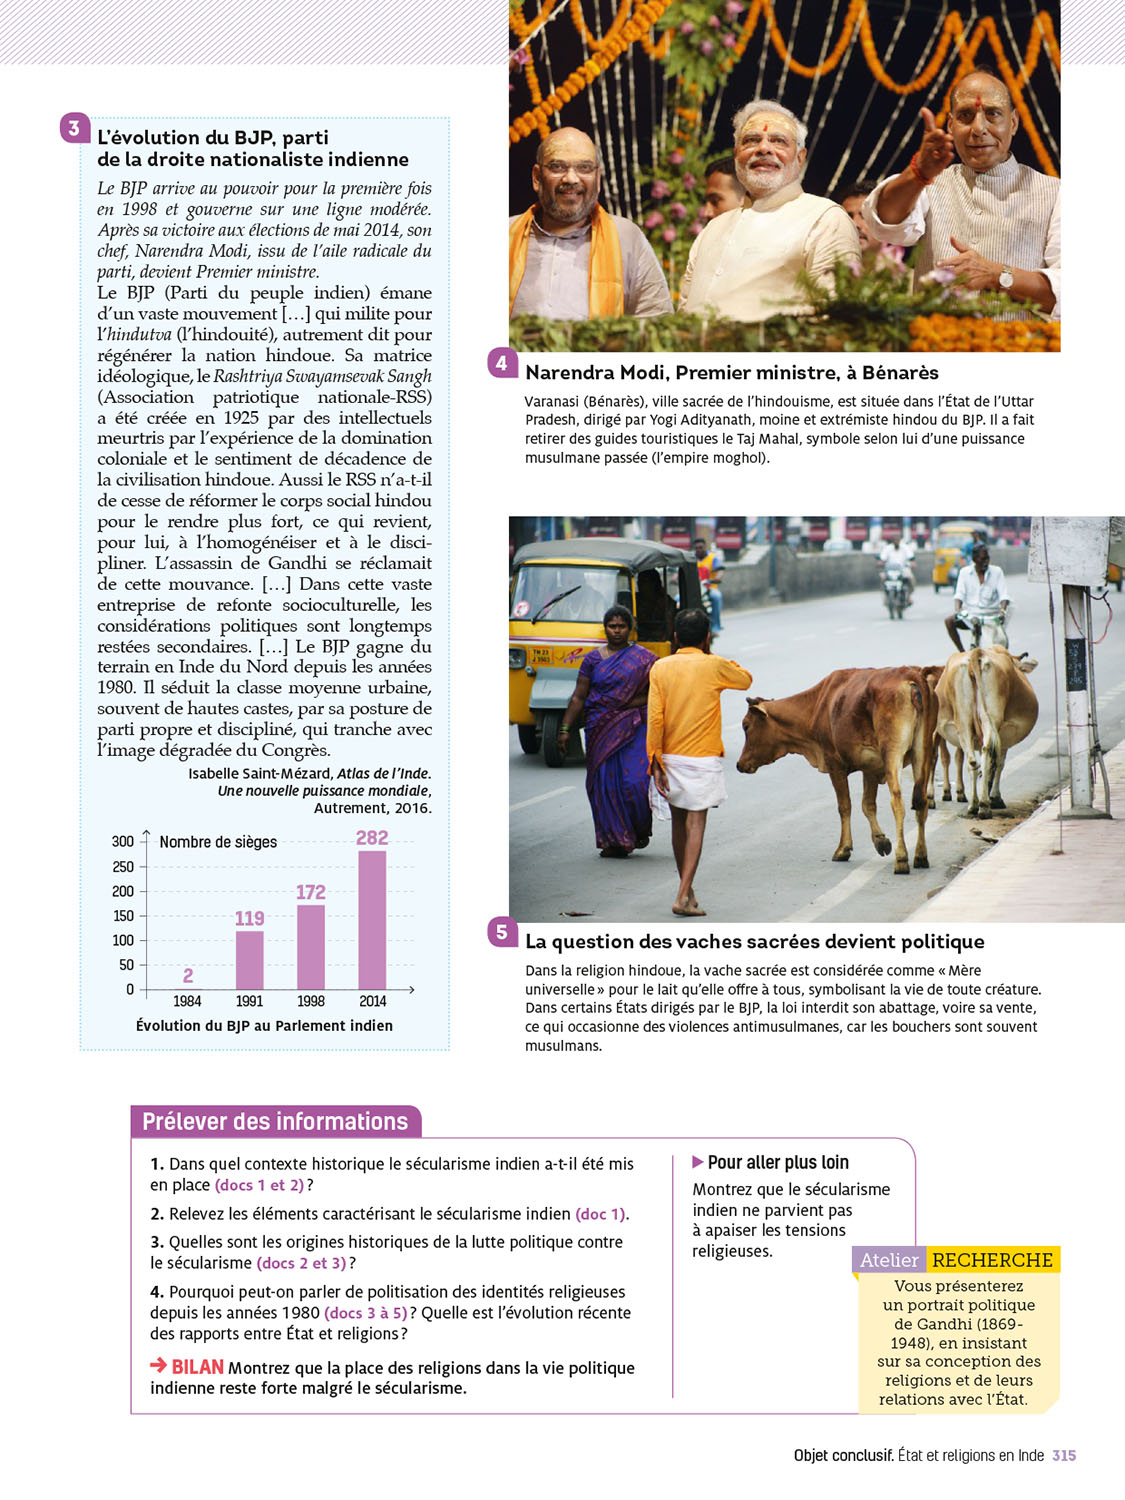 3
L'évolution du BJP, parti
de la droite nationaliste indienne
Le BJP arrive au pouvoir pour la première fois
en 1998 et gouverne sur une ligne modérée.
Après sa victoire aux élections de mai 2014, son
chef, Narendra Modi, issu de l'aile radicale du
parti, devient Premier ministre.
Le BJP (Parti du peuple indien) émane
d'un vaste mouvement […] qui milite pour
l'hindutva (l'hindouité), autrement dit pour
régénérer la nation hindoue. Sa matrice
idéologique, le Rashtriya Swayamsevak Sangh
(Association patriotique nationale-RSS)
a été créée en 1925 par des intellectuels
meurtris par l'expérience de la domination
coloniale et le sentiment de décadence de
la civilisation hindoue. Aussi le RSS n'a-t-il
de cesse de réformer le corps social hindou
pour le rendre plus fort, ce qui revient,
pour lui, à l'homogénéiser et à le disci-
pliner. L'assassin de Gandhi se réclamait
de cette mouvance. […] Dans cette vaste
entreprise de refonte socioculturelle, les
considérations politiques sont longtemps
restées secondaires. […] Le BJP gagne du
terrain en Inde du Nord depuis les années
1980. Il séduit la classe moyenne urbaine,
souvent de hautes castes, par sa posture de
parti propre et discipliné, qui tranche avec
l'image dégradée du Congrès.
Isabelle Saint-Mézard, Atlas de l'Inde.
Une nouvelle puissance mondiale,
Autrement, 2016.
Nombre de sièges
300
250
200
150
100
50
0
2
119
172
282
1984 1991 1998 2014
Évolution du BJP au Parlement indien
4
Narendra Modi, Premier ministre, à Bénarès
Varanasi (Bénarès), ville sacrée de l'hindouisme, est située dans l'État de l'Uttar
Pradesh, dirigé par Yogi Adityanath, moine et extrémiste hindou du BJP. Il a fait
retirer des guides touristiques le Taj Mahal, symbole selon lui d'une puissance
musulmane passée (l'empire moghol).
5
La question des vaches sacrées devient politique
Dans la religion hindoue, la vache sacrée est considérée comme « Mère
universelle » pour le lait qu'elle offre à tous, symbolisant la vie de toute créature.
Dans certains États dirigés par le BJP, la loi interdit son abattage, voire sa vente,
ce qui occasionne des violences antimusulmanes, car les bouchers sont souvent
musulmans.
Prélever des informations
1. Dans quel contexte historique le sécularisme indien a-t-il été mis
en place (docs 1 et 2) ?
2. Relevez les éléments caractérisant le sécularisme indien (doc 1).
3. Quelles sont les origines historiques de la lutte politique contre
le sécularisme (docs 2 et 3) ?
4. Pourquoi peut-on parler de politisation des identités religieuses
depuis les années 1980 (docs 3 à 5) ? Quelle est l'évolution récente
des rapports entre État et religions ?
→ BILAN Montrez que la place des religions dans la vie politique
indienne reste forte malgré le sécularisme.
▶ Pour aller plus loin
Montrez que le sécularisme
indien ne parvient pas
à apaiser les tensions
religieuses.
Atelier RECHERCHE
Vous présenterez
un portrait politique
de Gandhi (1869-
1948), en insistant
sur sa conception des
religions et de leurs
relations avec l'État.
Objet conclusif. État et religions en Inde 315